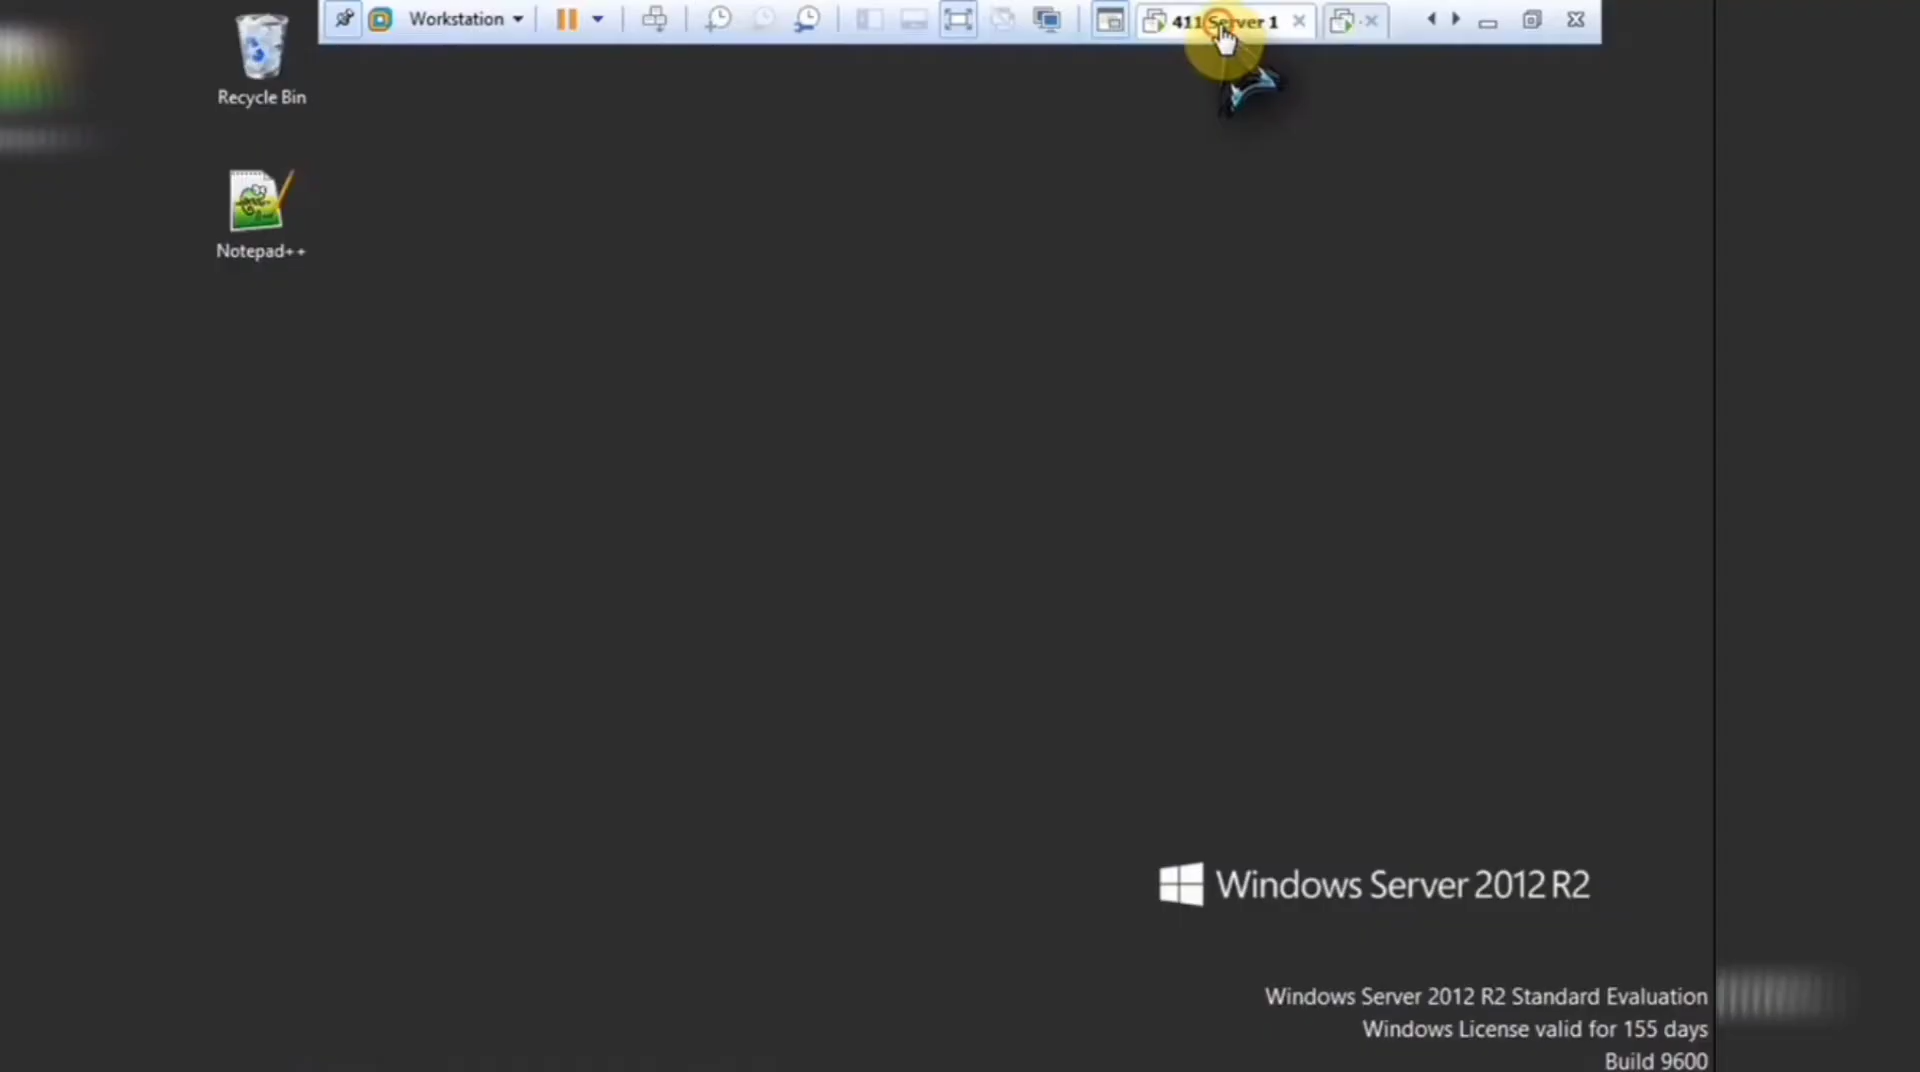 Workstation
411 Server 1
Recycle Bin
Notepad++
Windows Server 2012 R2
Windows Server 2012 R2 Standard Evaluation
Windows License valid for 155 days
Build 9600